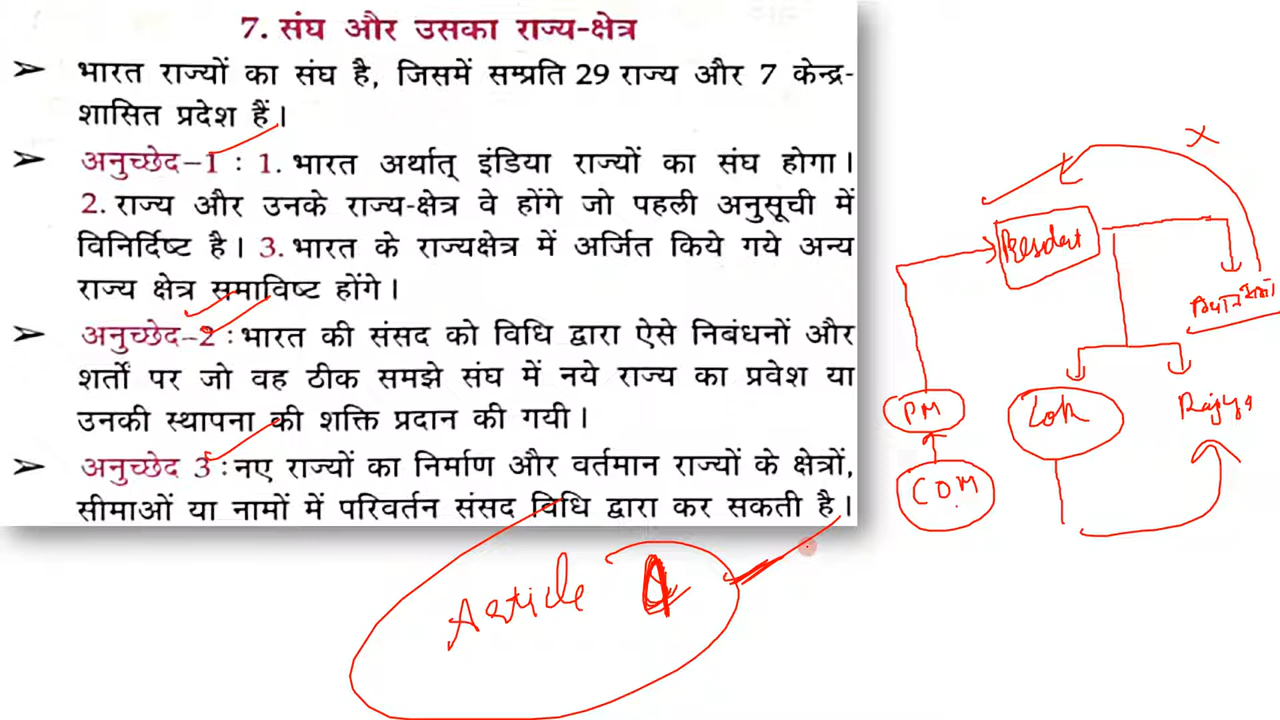 7. संघ और उसका राज्य-क्षेत्र
➢ भारत राज्यों का संघ है, जिसमें सम्प्रति 29 राज्य और 7 केन्द्र-
शासित प्रदेश हैं।
➢ अनुच्छेद-1 : 1. भारत अर्थात् इंडिया राज्यों का संघ होगा।
2. राज्य और उनके राज्य-क्षेत्र वे होंगे जो पहली अनुसूची में
विनिर्दिष्ट है। 3. भारत के राज्यक्षेत्र में अर्जित किये गये अन्य
राज्य क्षेत्र समाविष्ट होंगे।
➢ अनुच्छेद-2 : भारत की संसद को विधि द्वारा ऐसे निबंधनों और
शर्तों पर जो वह ठीक समझे संघ में नये राज्य का प्रवेश या
उनकी स्थापना की शक्ति प्रदान की गयी।
➢ अनुच्छेद 3 : नए राज्यों का निर्माण और वर्तमान राज्यों के क्षेत्रों,
सीमाओं या नामों में परिवर्तन संसद विधि द्वारा कर सकती है।
Article
President
PM
Lok
Rajya
COM